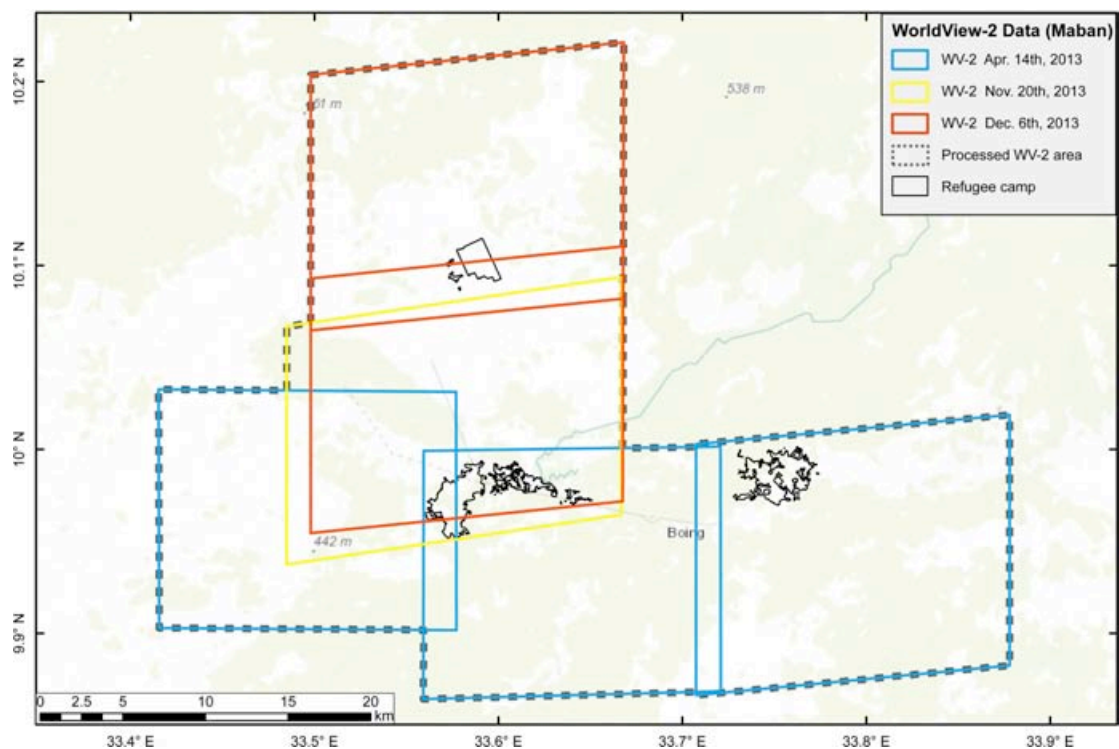 WorldView-2 Data (Maban)
WV-2 Apr. 14th, 2013
WV-2 Nov. 20th, 2013
WV-2 Dec. 6th, 2013
Processed WV-2 area
Refugee camp
10.2° N
10.1° N
10° N
9.9° N
61 m
538 m
442 m
Boing
0 2.5 5 10 15 20
km
33.4° E 33.5° E 33.6° E 33.7° E 33.8° E 33.9° E